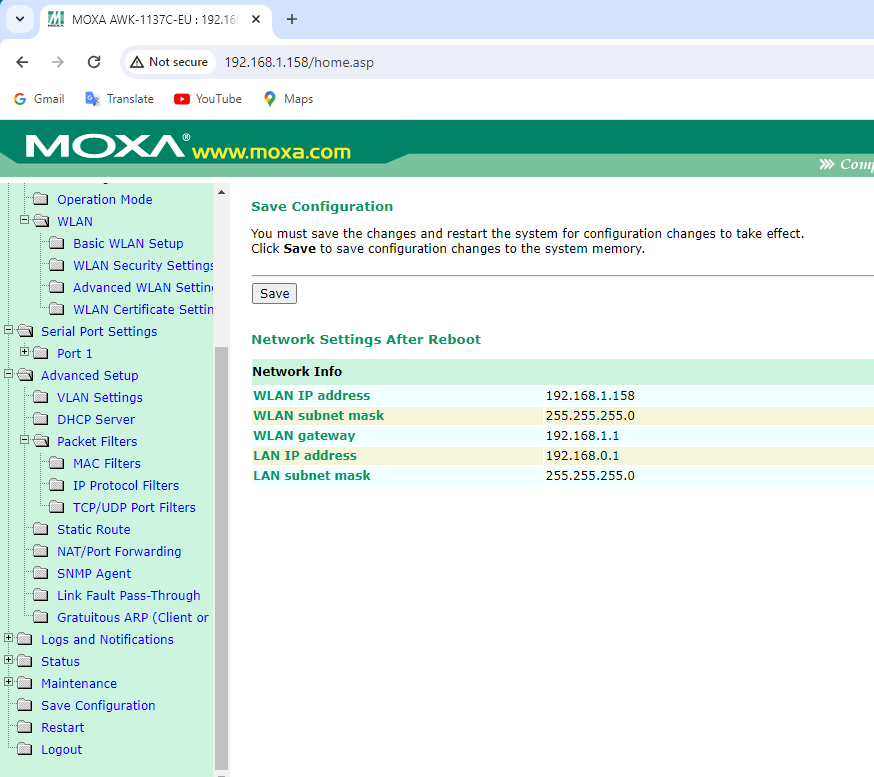 MOXA AWK-1137C-EU : 192.16
Not secure 192.168.1.158/home.asp
Gmail Translate YouTube Maps
MOXA® www.moxa.com
Operation Mode
WLAN
Basic WLAN Setup
WLAN Security Settings
Advanced WLAN Setting
WLAN Certificate Settin
Serial Port Settings
Port 1
Advanced Setup
VLAN Settings
DHCP Server
Packet Filters
MAC Filters
IP Protocol Filters
TCP/UDP Port Filters
Static Route
NAT/Port Forwarding
SNMP Agent
Link Fault Pass-Through
Gratuitous ARP (Client or
Logs and Notifications
Status
Maintenance
Save Configuration
Restart
Logout
Save Configuration
You must save the changes and restart the system for configuration changes to take effect.
Click Save to save configuration changes to the system memory.
Save
Network Settings After Reboot
Network Info
WLAN IP address 192.168.1.158
WLAN subnet mask 255.255.255.0
WLAN gateway 192.168.1.1
LAN IP address 192.168.0.1
LAN subnet mask 255.255.255.0